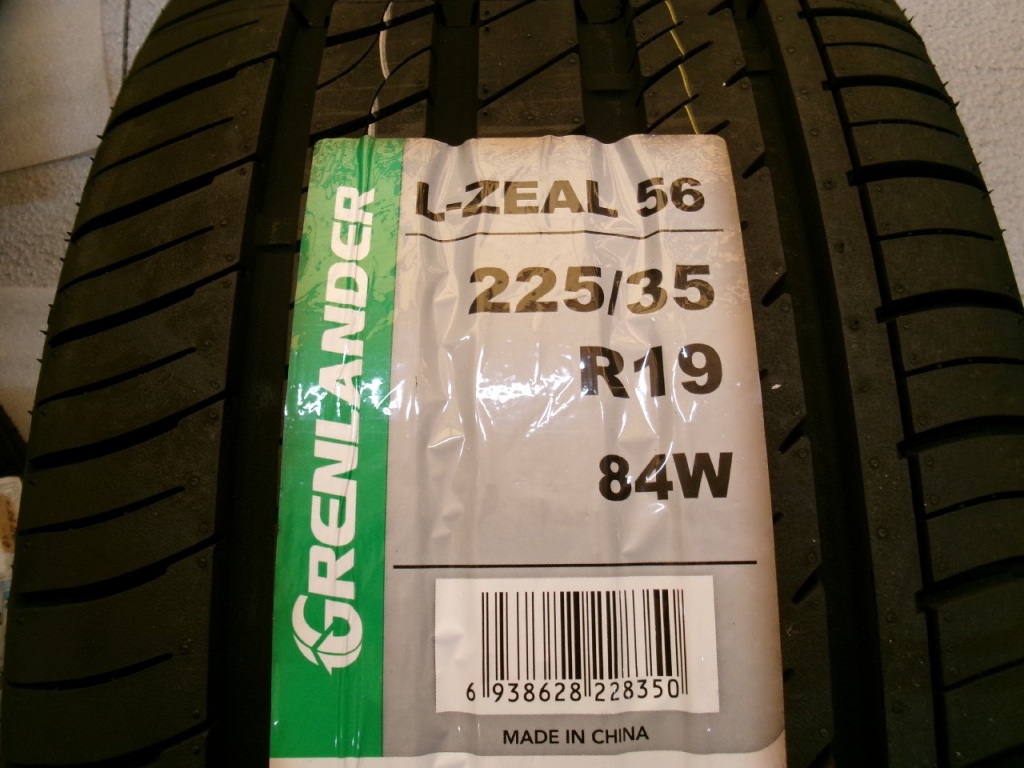 GRENLANDER
L-ZEAL 56
225/35
R19
84W
6 938628 228350
MADE IN CHINA